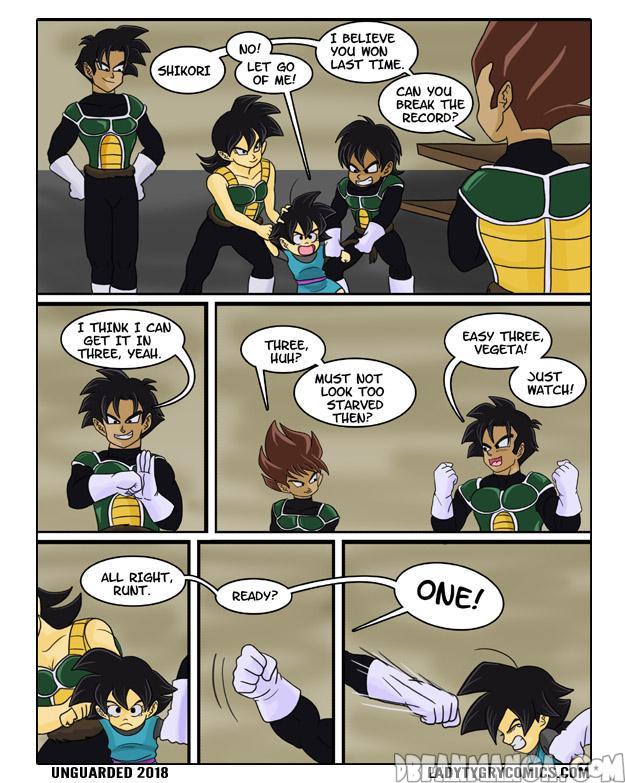 SHIKORI
NO!
LET GO
OF ME!
I BELIEVE
YOU WON
LAST TIME.
CAN YOU
BREAK THE
RECORD?
I THINK I CAN
GET IT IN
THREE, YEAH.
THREE,
HUH?
MUST NOT
LOOK TOO
STARVED
THEN?
EASY THREE,
VEGETA!
JUST
WATCH!
ALL RIGHT,
RUNT.
READY?
ONE!
UNGUARDED 2018
LADYTYGRYCOMICS.COM
DBFANMANGA.COM